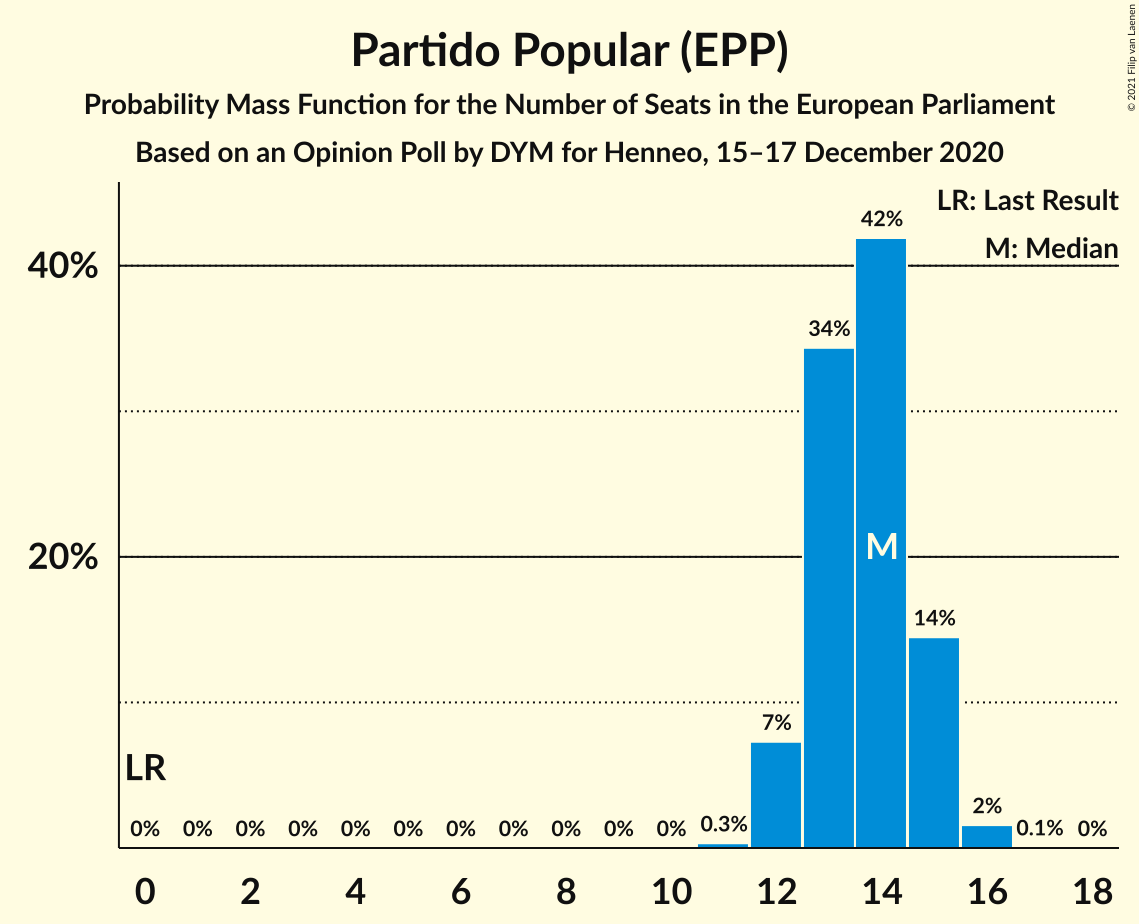 Partido Popular (EPP)
Probability Mass Function for the Number of Seats in the European Parliament
Based on an Opinion Poll by DYM for Henneo, 15–17 December 2020
© 2021 Filip van Laenen
LR: Last Result
M: Median
40%
20%
42%
34%
M
14%
7%
LR
0% 0% 0% 0% 0% 0% 0% 0% 0% 0% 0% 0.3% 2% 0.1% 0%
0 2 4 6 8 10 12 14 16 18